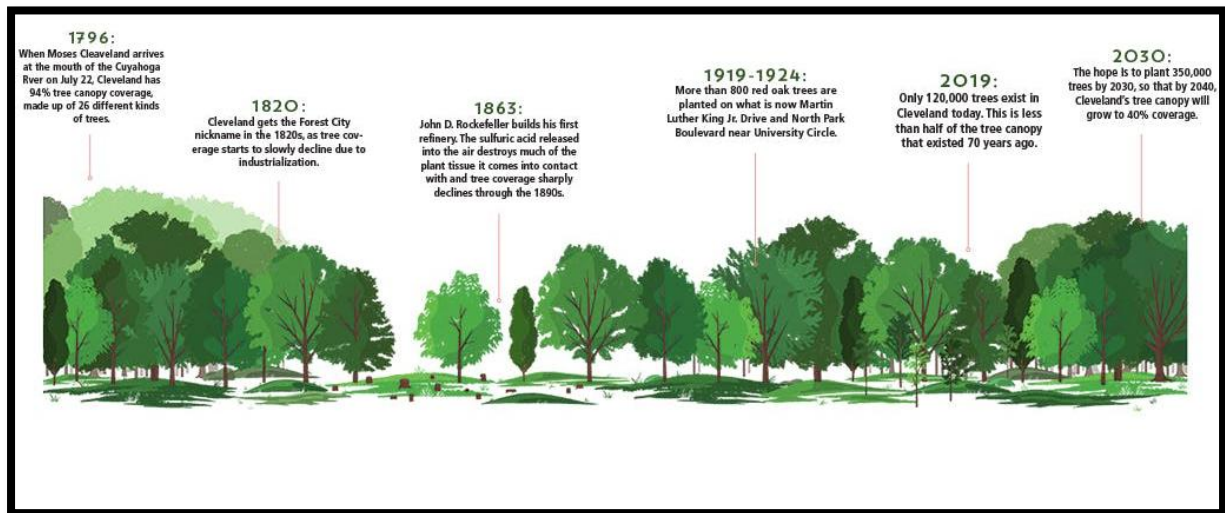 1796:
When Moses Cleaveland arrives
at the mouth of the Cuyahoga
Rver on July 22, Cleveland has
94% tree canopy coverage,
made up of 26 different kinds
of trees.
1820:
Cleveland gets the Forest City
nickname in the 1820s, as tree cov-
erage starts to slowly decline due to
industrialization.
1863:
John D. Rockefeller builds his first
refinery. The sulfuric acid released
into the air destroys much of the
plant tissue it comes into contact
with and tree coverage sharply
declines through the 1890s.
1919-1924:
More than 800 red oak trees are
planted on what is now Martin
Luther King Jr. Drive and North Park
Boulevard near University Circle.
2019:
Only 120,000 trees exist in
Cleveland today. This is less
than half of the tree canopy
that existed 70 years ago.
2030:
The hope is to plant 350,000
trees by 2030, so that by 2040,
Cleveland's tree canopy will
grow to 40% coverage.